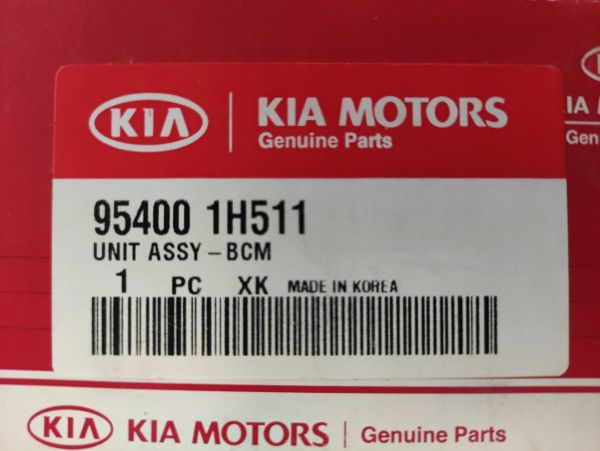 KIA KIA MOTORS
Genuine Parts
95400 1H511
UNIT ASSY-BCM
1 PC XK MADE IN KOREA
KIA KIA MOTORS Genuine Parts
IA M
Gen